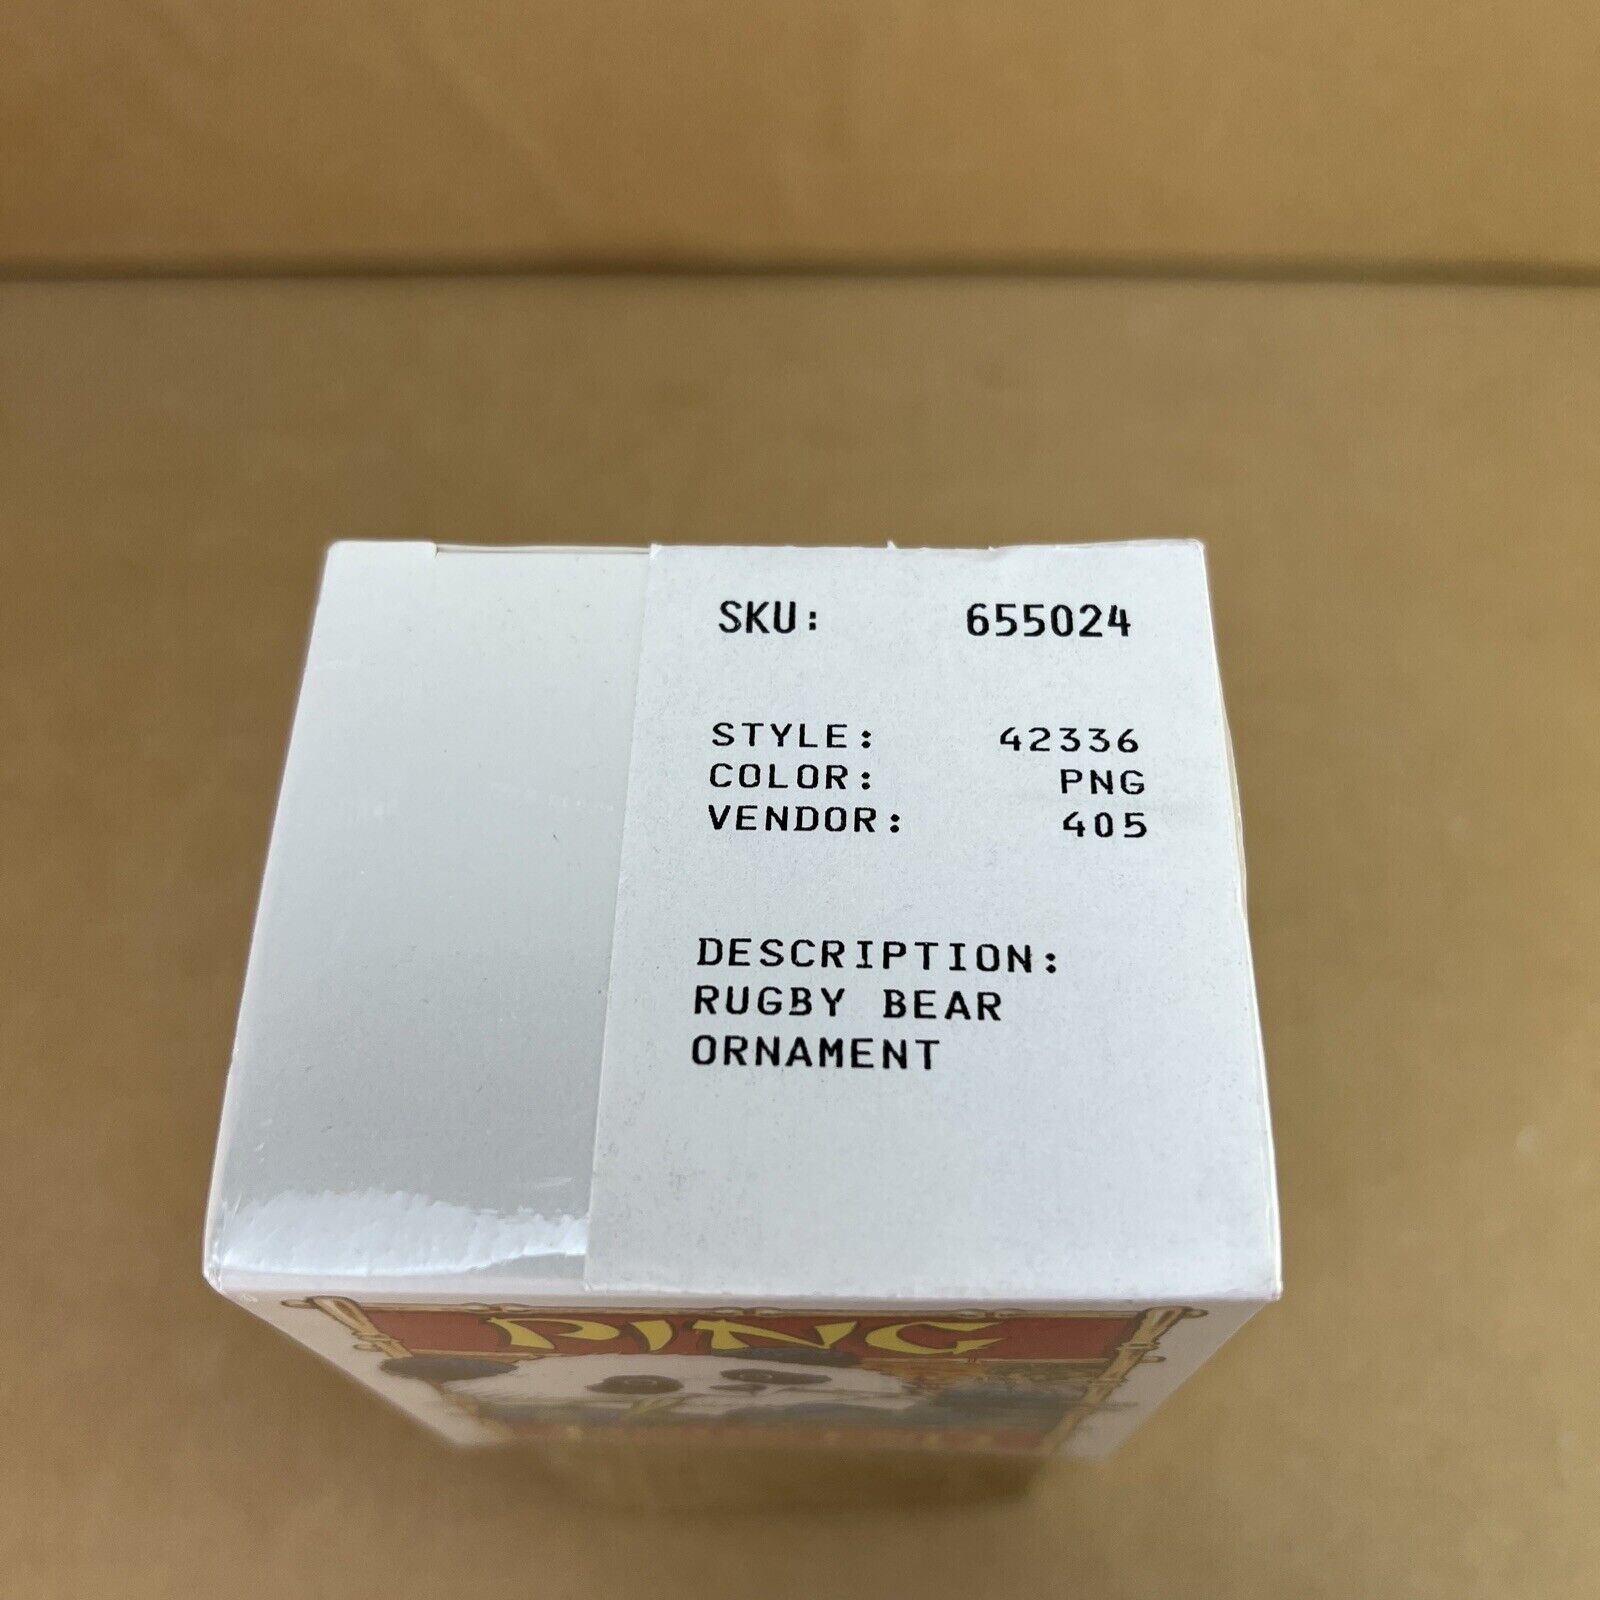 SKU: 655024
STYLE: 42336
COLOR: PNG
VENDOR: 405
DESCRIPTION:
RUGBY BEAR
ORNAMENT
PING